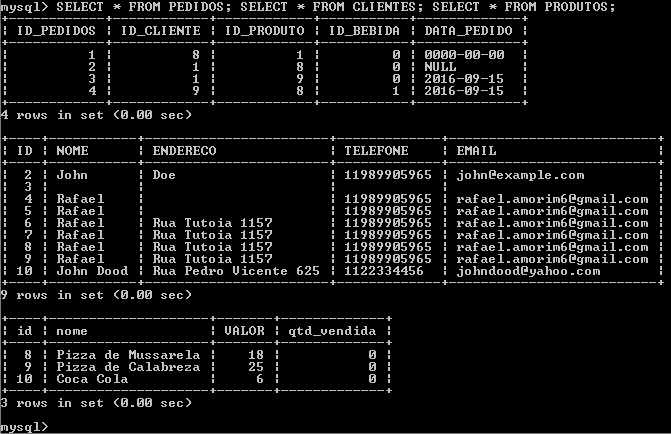 mysql> SELECT * FROM PEDIDOS; SELECT * FROM CLIENTES; SELECT * FROM PRODUTOS;
+------------+------------+------------+-----------+-------------+
| ID_PEDIDOS | ID_CLIENTE | ID_PRODUTO | ID_BEBIDA | DATA_PEDIDO |
+------------+------------+------------+-----------+-------------+
| 1 | 8 | 1 | 0 | 0000-00-00 |
| 2 | 1 | 8 | 0 | NULL |
| 3 | 1 | 9 | 0 | 2016-09-15 |
| 4 | 9 | 8 | 1 | 2016-09-15 |
+------------+------------+------------+-----------+-------------+
4 rows in set (0.00 sec)
+----+-----------+-----------------------+-------------+--------------------------+
| ID | NOME | ENDERECO | TELEFONE | EMAIL |
+----+-----------+-----------------------+-------------+--------------------------+
| 2 | John | Doe | 11989905965 | john@example.com |
| 3 | | | | |
| 4 | Rafael | | 11989905965 | rafael.amorim6@gmail.com |
| 5 | Rafael | | 11989905965 | rafael.amorim6@gmail.com |
| 6 | Rafael | Rua Tutoia 1157 | 11989905965 | rafael.amorim6@gmail.com |
| 7 | Rafael | Rua Tutoia 1157 | 11989905965 | rafael.amorim6@gmail.com |
| 8 | Rafael | Rua Tutoia 1157 | 11989905965 | rafael.amorim6@gmail.com |
| 9 | Rafael | Rua Tutoia 1157 | 11989905965 | rafael.amorim6@gmail.com |
| 10 | John Dood | Rua Pedro Vicente 625 | 1122334456 | johndood@yahoo.com |
+----+-----------+-----------------------+-------------+--------------------------+
9 rows in set (0.00 sec)
+----+--------------------+-------+-------------+
| id | nome | VALOR | qtd_vendida |
+----+--------------------+-------+-------------+
| 8 | Pizza de Mussarela | 18 | 0 |
| 9 | Pizza de Calabreza | 25 | 0 |
| 10 | Coca Cola | 6 | 0 |
+----+--------------------+-------+-------------+
3 rows in set (0.00 sec)
mysql>